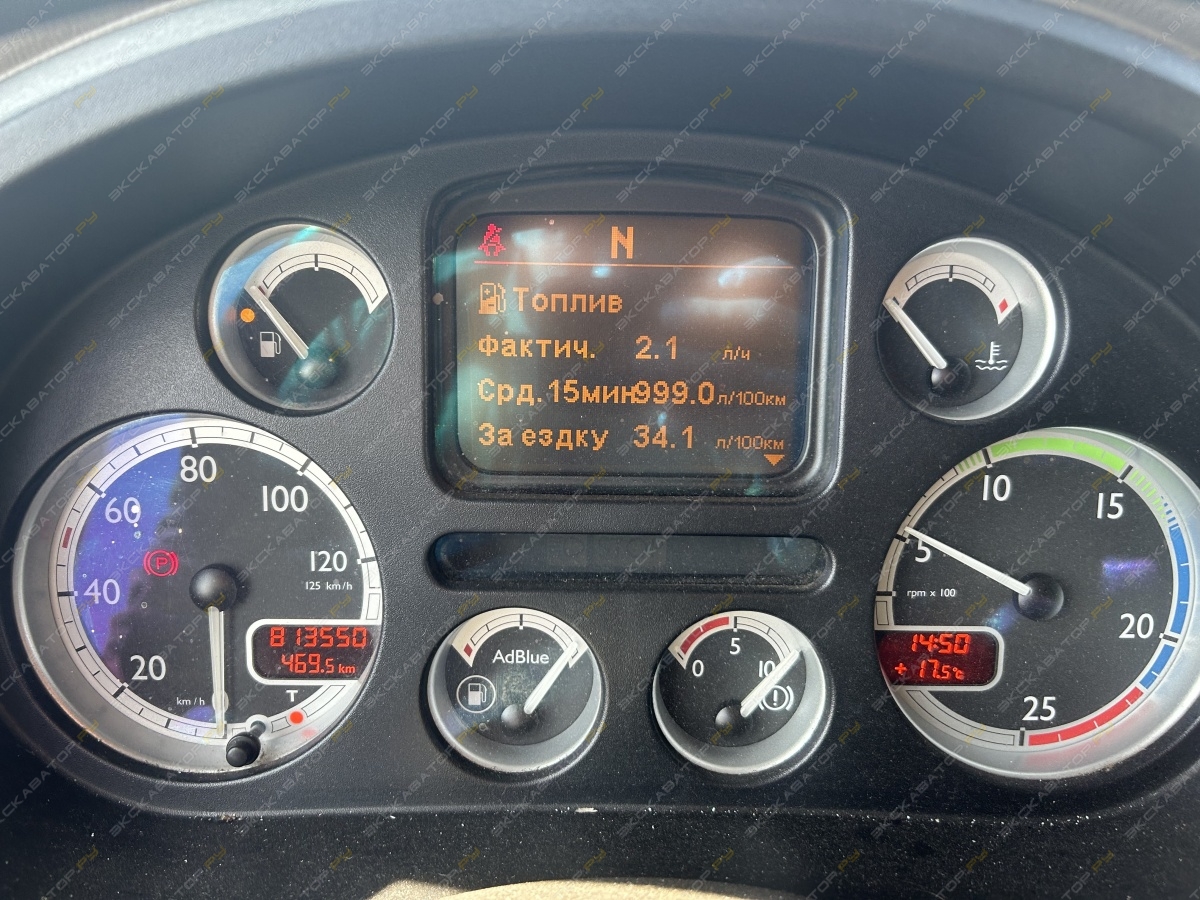 N
Топлив
Фактич. 2.1 л/ч
Срд.15мин999.0л/100км
За ездку 34.1 л/100км
20
40
60
80
100
120
125 km/h
km/h
P
813550
469.5 km
T
AdBlue
0
5
10
5
10
15
20
25
rpm x 100
14:50
+ 17.5°C
ЭКСКАВАТОР.РУ